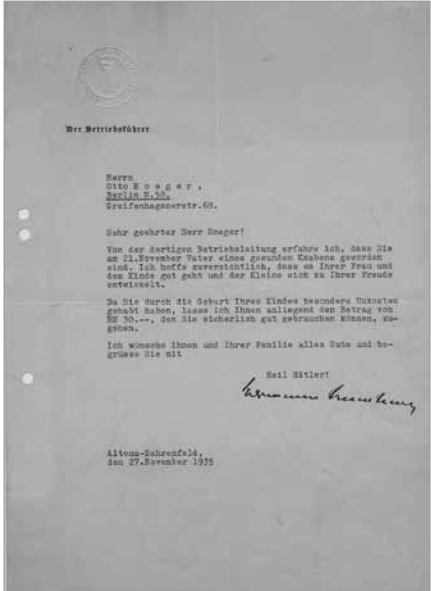 Der Betriebsführer
Herrn
Otto Roeger,
Berlin N.58.
Greifenhagenerstr.68.
Sehr geehrter Herr Roeger!
Von der dortigen Betriebsleitung erfahre ich, dass Sie
am 21.November Vater eines gesunden Knabens geworden
sind. Ich hoffe zuversichtlich, dass es Ihrer Frau und
dem Kinde gut geht und der Kleine sich zu Ihrer Freude
entwickelt.
Da Sie durch die Geburt Ihres Kindes besondere Unkosten
gehabt haben, lasse ich Ihnen anliegend den Betrag von
RM 30.--, den Sie sicherlich gut gebrauchen können, zu-
gehen.
Ich wünsche Ihnen und Ihrer Familie alles Gute und be-
grüsse Sie mit
Heil Hitler!
Altona-Bahrenfeld,
den 27.November 1935